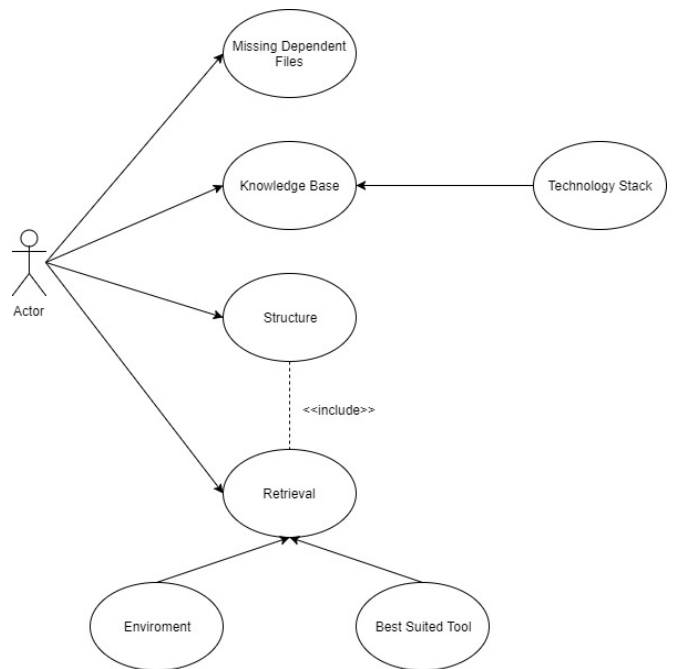 Missing Dependent
Files
Knowledge Base
Technology Stack
Actor
Structure
<<include>>
Retrieval
Enviroment
Best Suited Tool